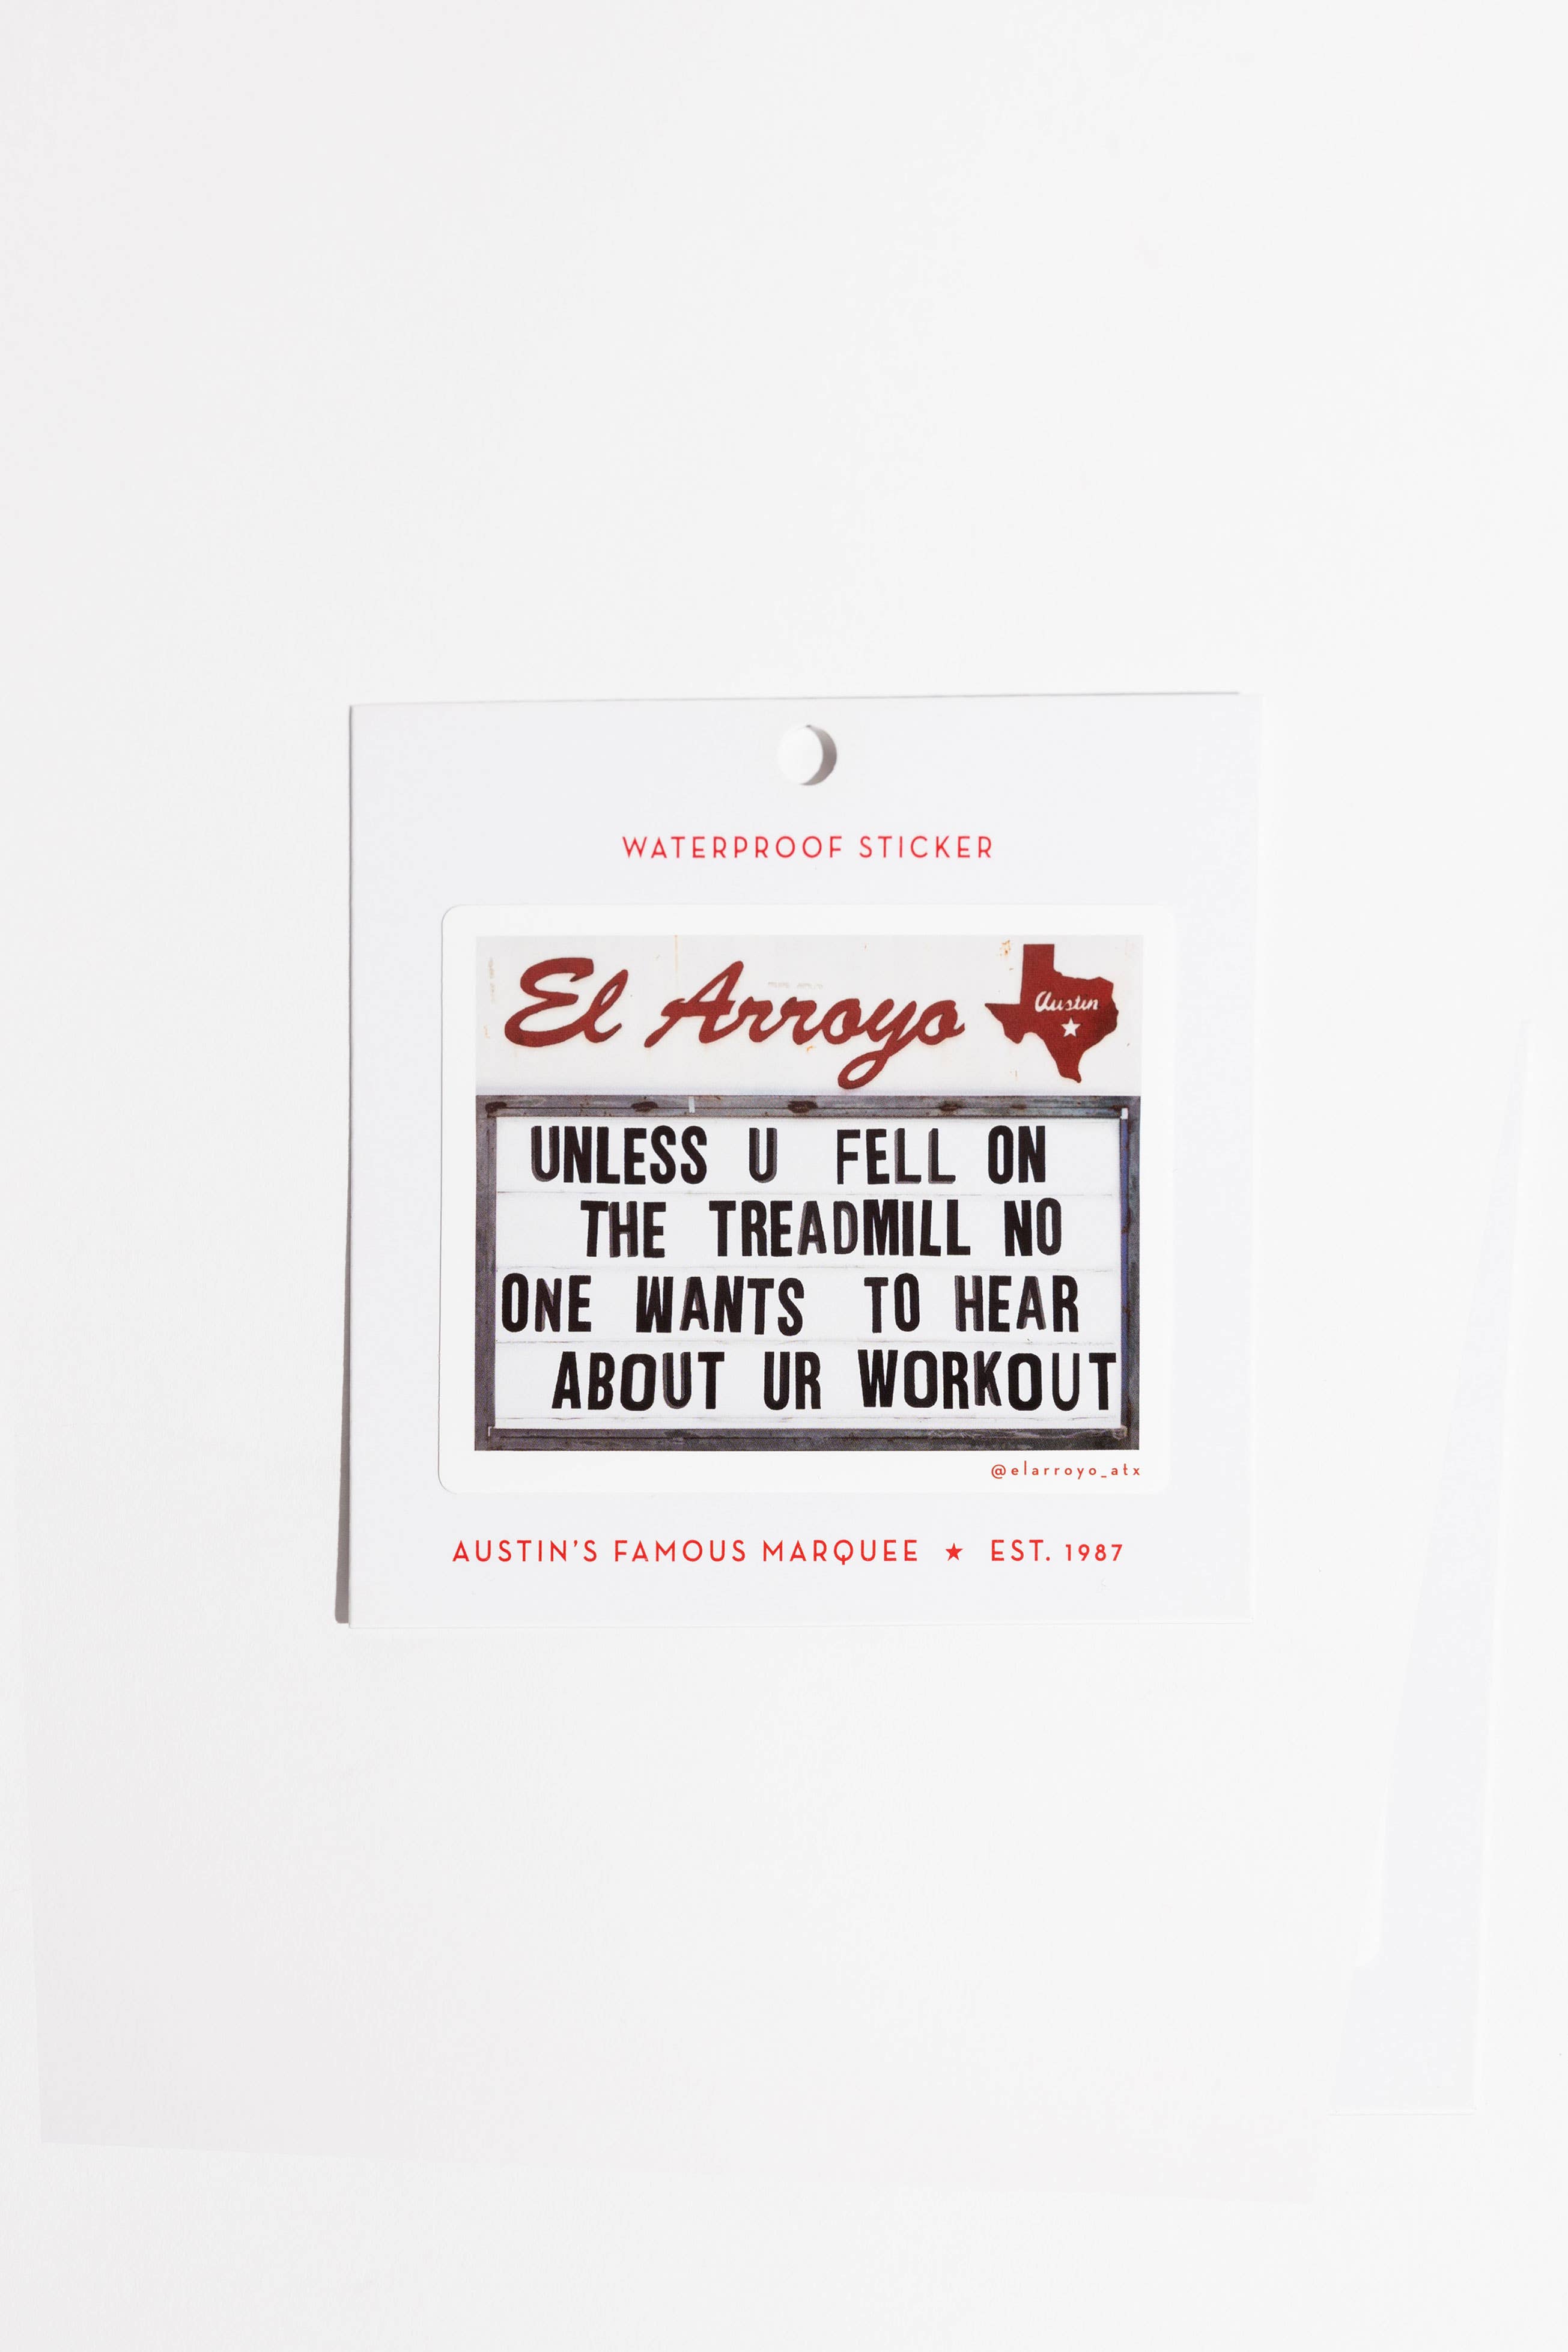 WATERPROOF STICKER
El Arroyo
Austin
UNLESS U FELL ON
THE TREADMILL NO
ONE WANTS TO HEAR
ABOUT UR WORKOUT
@elarroyo_atx
AUSTIN'S FAMOUS MARQUEE ★ EST. 1987